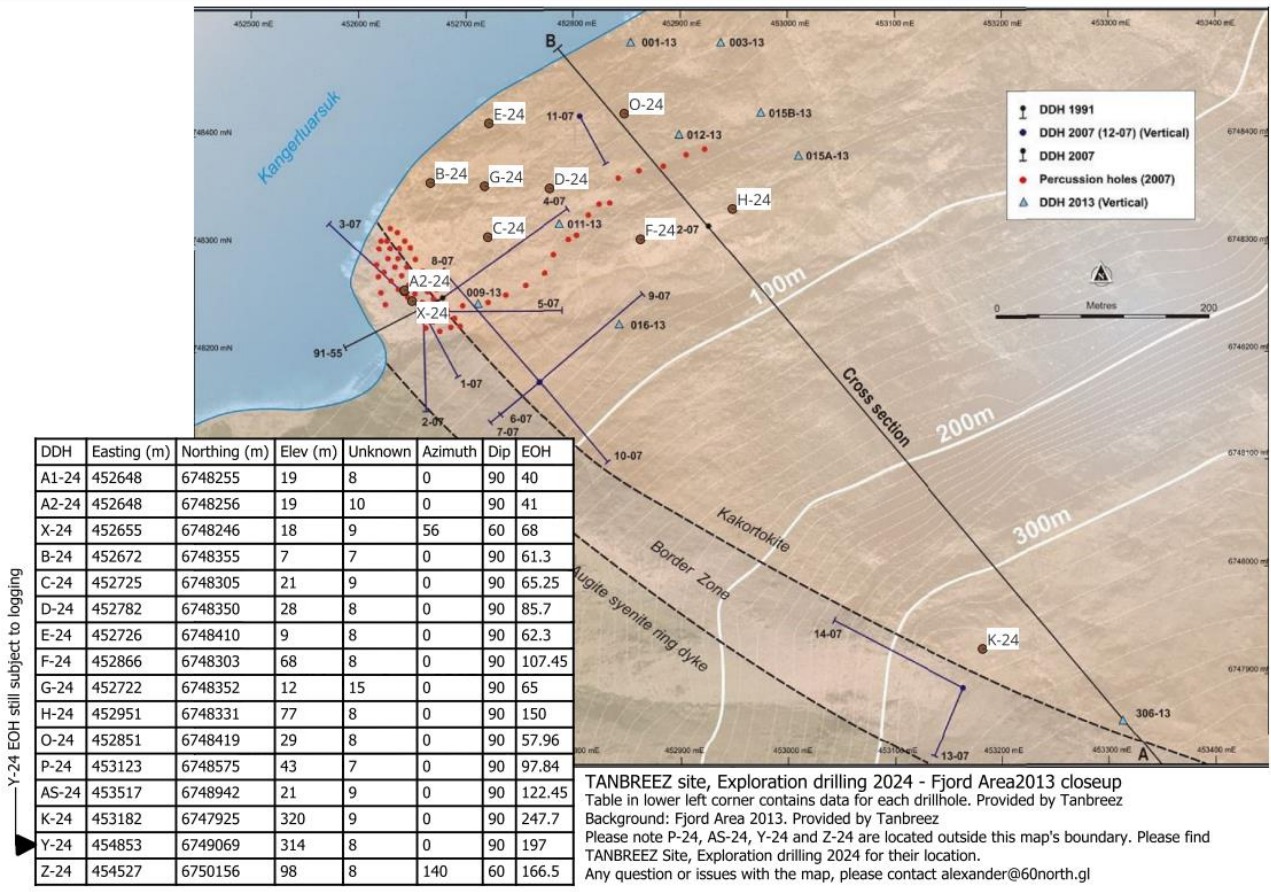 452500 mE 452600 mE 452700 mE 452800 mE 452900 mE 453000 mE 453100 mE 453200 mE 453300 mE 453400 mE
B
001-13
003-13
O-24
E-24
11-07
015B-13
DDH 1991
DDH 2007 (12-07) (Vertical)
DDH 2007
Percussion holes (2007)
DDH 2013 (Vertical)
Kangerluarsuk
6748400 mN
012-13
6748400 mN
015A-13
B-24
G-24
D-24
4-07
H-24
3-07
C-24
011-13
F-24
2-07
6748300 mN
6748300 mN
8-07
A2-24
009-13
X-24
5-07
9-07
016-13
100m
Metres
0 200
91-55
6748200 mN
1-07
2-07
6-07
7-07
10-07
Cross section
200m
300m
Kakortokite
Border Zone
Augite syenite ring dyke
14-07
K-24
13-07
306-13
A
452900 mE 453000 mE 453100 mE 453200 mE 453300 mE 453400 mE
DDH Easting (m) Northing (m) Elev (m) Unknown Azimuth Dip EOH
A1-24 452648 6748255 19 8 0 90 40
A2-24 452648 6748256 19 10 0 90 41
X-24 452655 6748246 18 9 56 60 68
B-24 452672 6748355 7 7 0 90 61.3
C-24 452725 6748305 21 9 0 90 65.25
D-24 452782 6748350 28 8 0 90 85.7
E-24 452726 6748410 9 8 0 90 62.3
F-24 452866 6748303 68 8 0 90 107.45
G-24 452722 6748352 12 15 0 90 65
H-24 452951 6748331 77 8 0 90 150
O-24 452851 6748419 29 8 0 90 57.96
P-24 453123 6748575 43 7 0 90 97.84
AS-24 453517 6748942 21 9 0 90 122.45
K-24 453182 6747925 320 9 0 90 247.7
Y-24 454853 6749069 314 8 0 90 197
Z-24 454527 6750156 98 8 140 60 166.5
Y-24 EOH still subject to logging
TANBREEZ site, Exploration drilling 2024 - Fjord Area2013 closeup
Table in lower left corner contains data for each drillhole. Provided by Tanbreez
Background: Fjord Area 2013. Provided by Tanbreez
Please note P-24, AS-24, Y-24 and Z-24 are located outside this map's boundary. Please find
TANBREEZ Site, Exploration drilling 2024 for their location.
Any question or issues with the map, please contact alexander@60north.gl